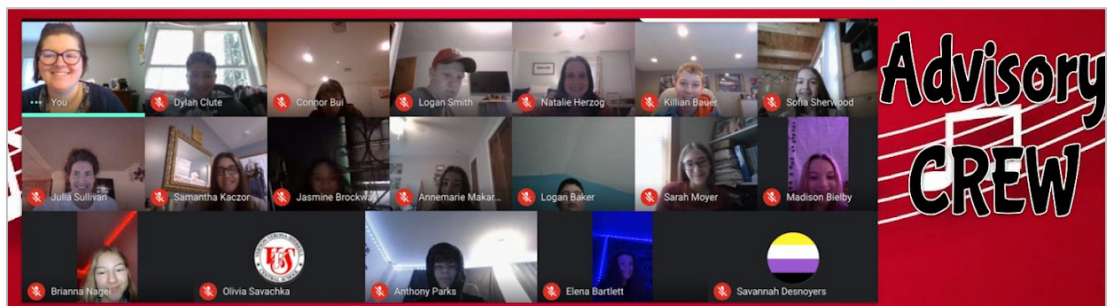 You
Dylan Clute
Connor Bui
Logan Smith
Natalie Herzog
Killian Bauer
Sofia Sherwood
Julia Sullivan
Samantha Kaczor
Jasmine Brockway
Annemarie Makar...
Logan Baker
Sarah Moyer
Madison Bielby
Brianna Nagel
Olivia Savachka
Anthony Parks
Elena Bartlett
Savannah Desnoyers
Advisory
CREW